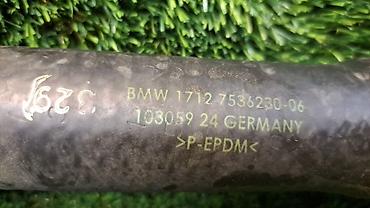 BMW 1712 7536230-06
103059 24 GERMANY
>P-EPDM<